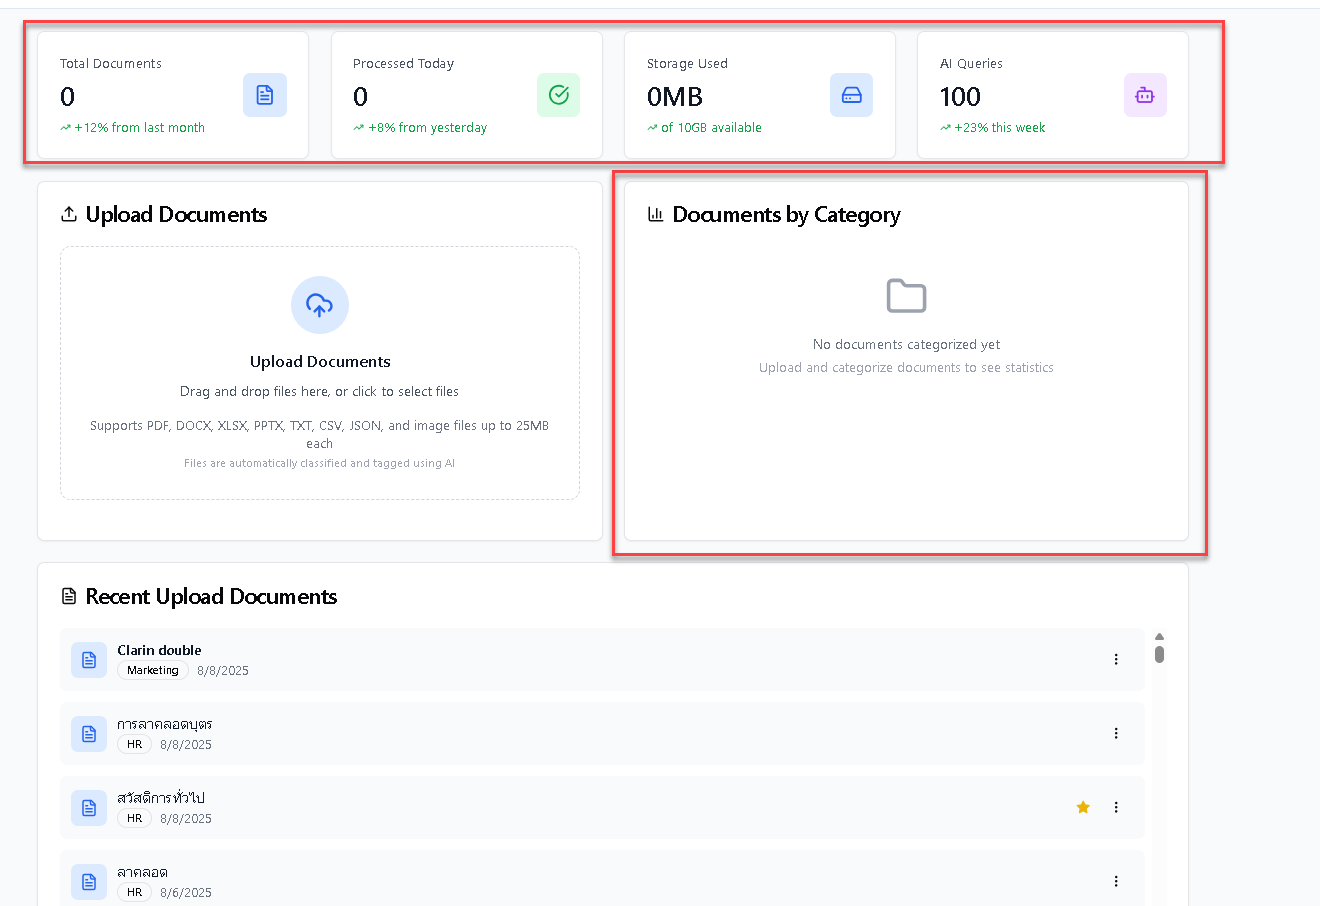 Total Documents
0
+12% from last month
Processed Today
0
+8% from yesterday
Storage Used
0MB
of 10GB available
AI Queries
100
+23% this week
Upload Documents
Upload Documents
Drag and drop files here, or click to select files
Supports PDF, DOCX, XLSX, PPTX, TXT, CSV, JSON, and image files up to 25MB
each
Files are automatically classified and tagged using AI
Documents by Category
No documents categorized yet
Upload and categorize documents to see statistics
Recent Upload Documents
Clarin double
Marketing 8/8/2025
การลาคลอดบุตร
HR 8/8/2025
สวัสดิการทั่วไป
HR 8/8/2025
ลาคลอด
HR 8/6/2025